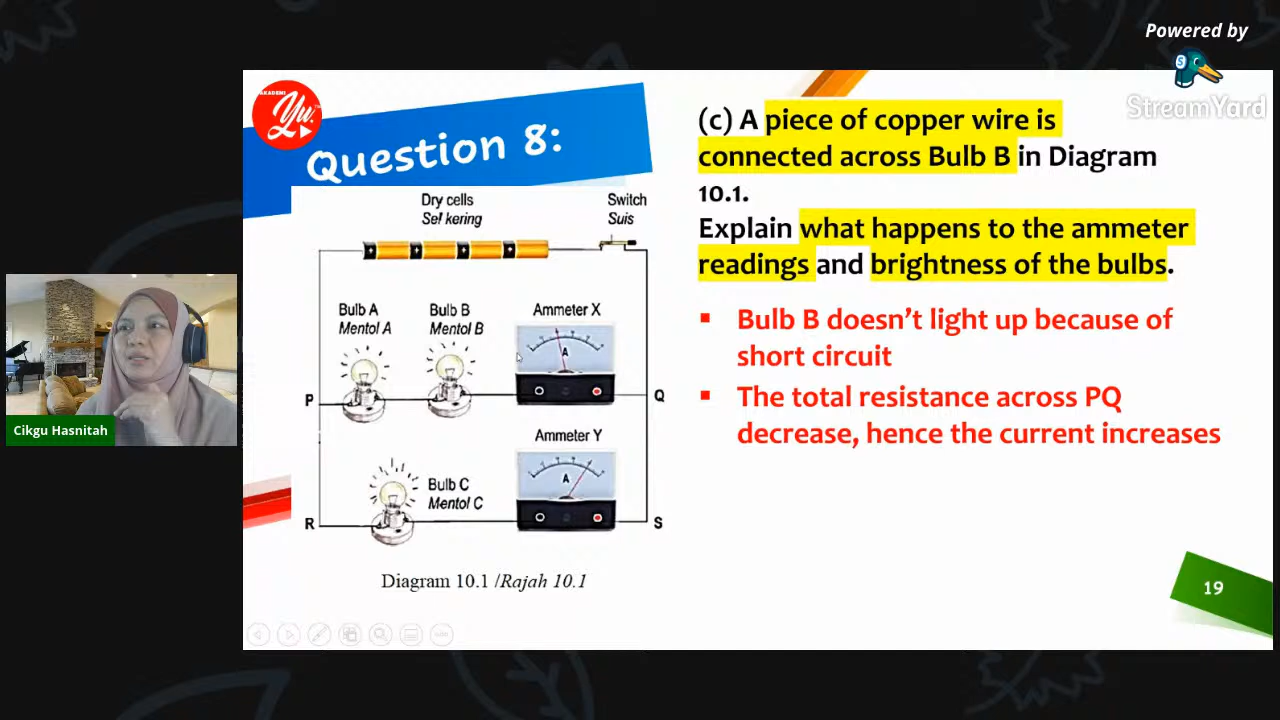 Powered by
StreamYard
AKADEMI
Yu.
Question 8:
(c) A piece of copper wire is
connected across Bulb B in Diagram
10.1.
Explain what happens to the ammeter
readings and brightness of the bulbs.
▪ Bulb B doesn’t light up because of
short circuit
▪ The total resistance across PQ
decrease, hence the current increases
Dry cells
Sel kering
Switch
Suis
Bulb A
Mentol A
Bulb B
Mentol B
Ammeter X
A
P
Q
Ammeter Y
A
Bulb C
Mentol C
R
S
Diagram 10.1 /Rajah 10.1
19
Cikgu Hasnitah